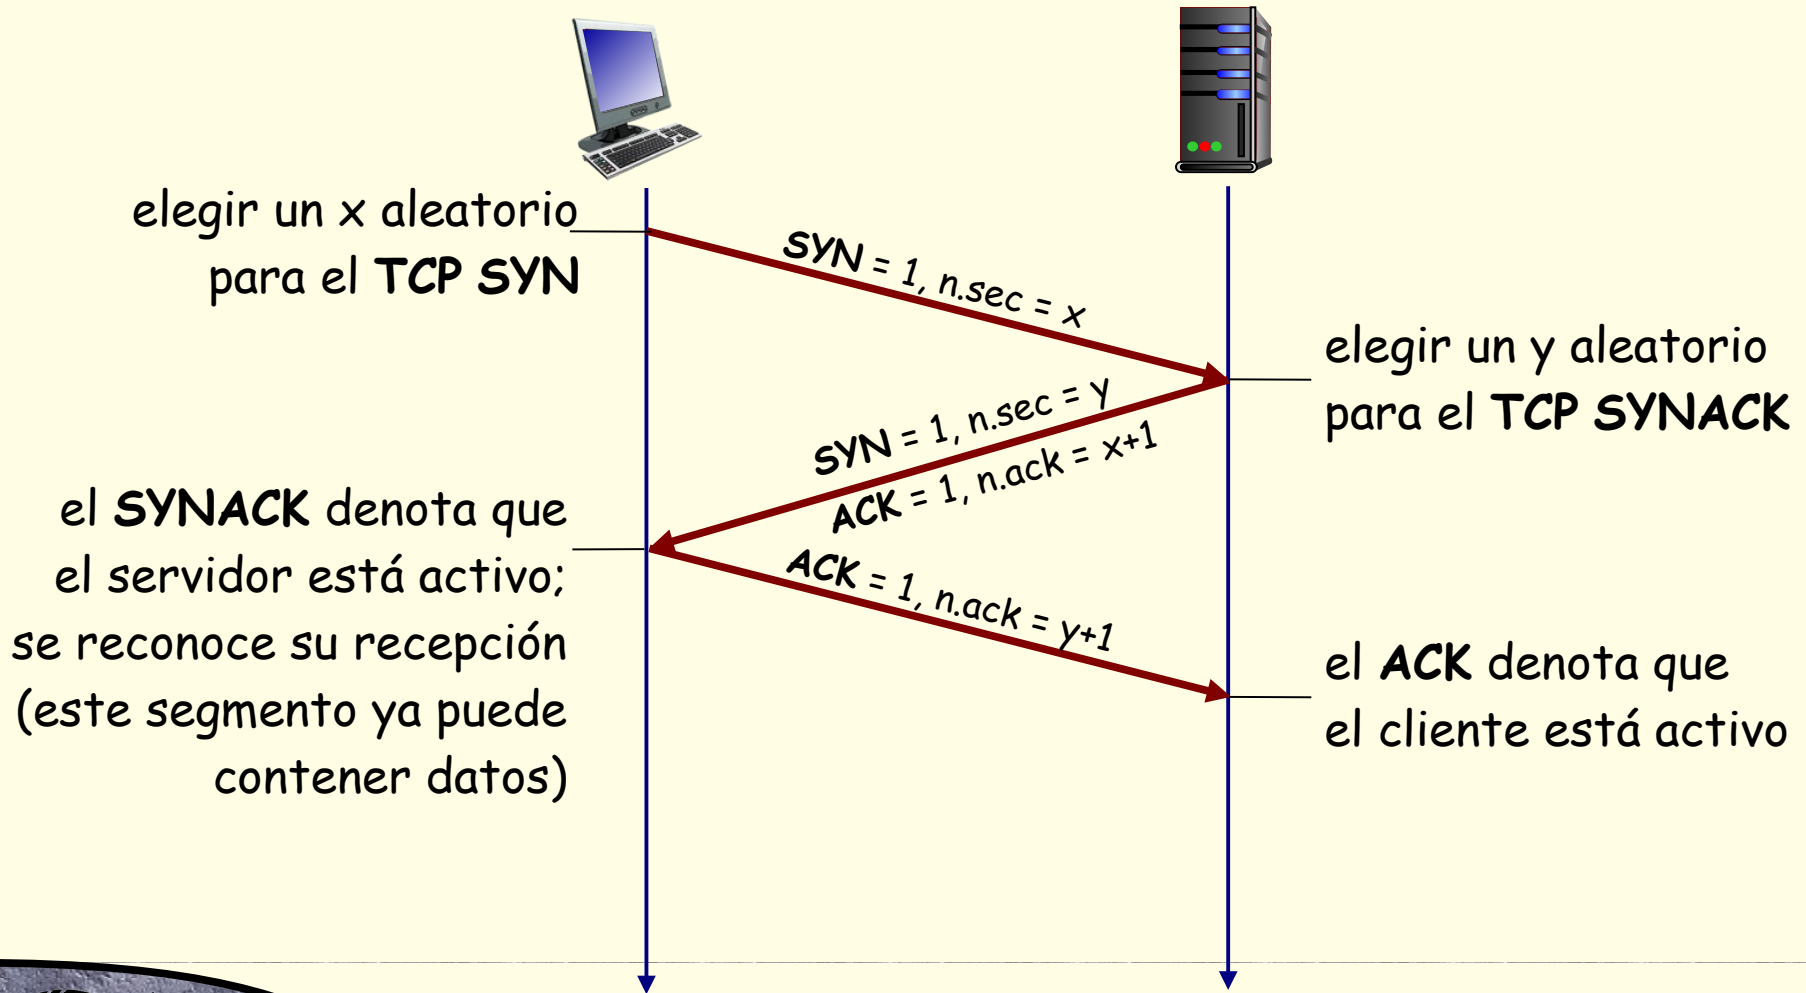 elegir un x aleatorio
para el TCP SYN
SYN = 1, n.sec = x
elegir un y aleatorio
para el TCP SYNACK
SYN = 1, n.sec = y
ACK = 1, n.ack = x+1
el SYNACK denota que
el servidor está activo;
se reconoce su recepción
(este segmento ya puede
contener datos)
ACK = 1, n.ack = y+1
el ACK denota que
el cliente está activo